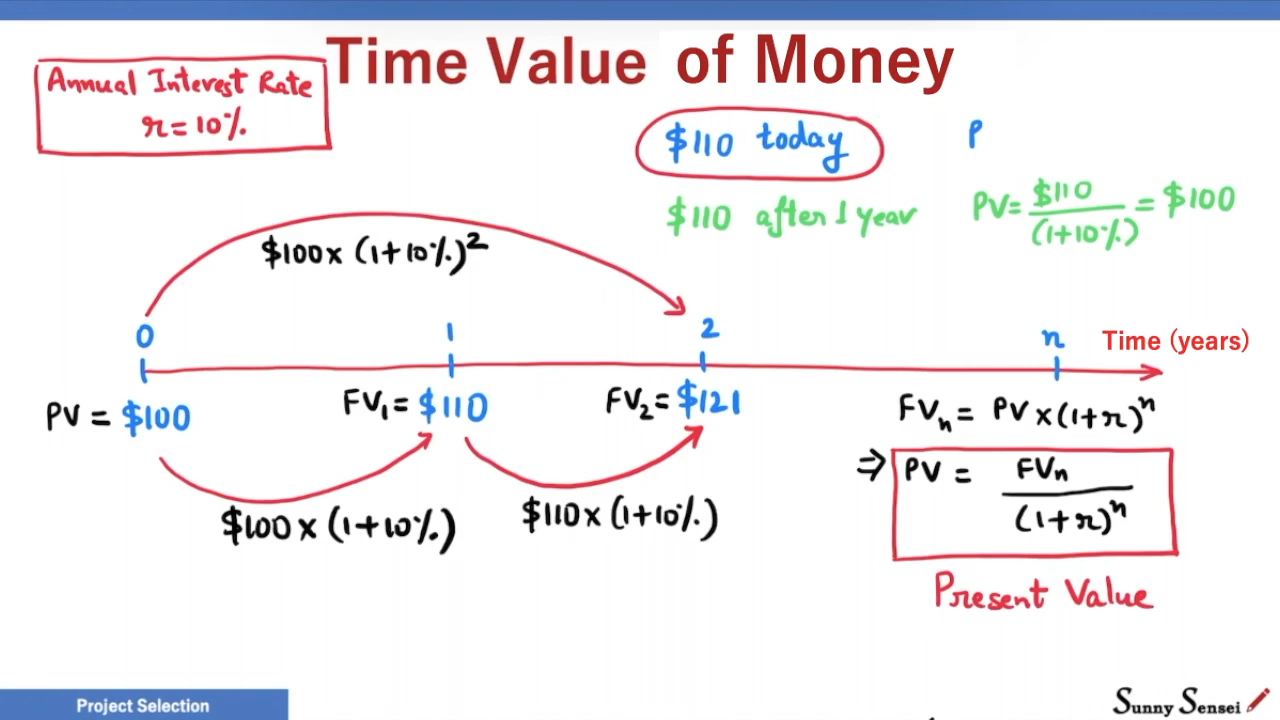 Time Value of Money
Annual Interest Rate
r = 10%
$110 today
P
$110 after 1 year
PV = $110 / (1+10%) = $100
$100 x (1+10%)²
0 1 2 n Time (years)
PV = $100
FV₁ = $110
FV₂ = $121
FVₙ = PV x (1+r)ⁿ
$100 x (1+10%)
$110 x (1+10%)
⇒ PV = FVₙ / (1+r)ⁿ
Present Value
Project Selection
Sunny Sensei